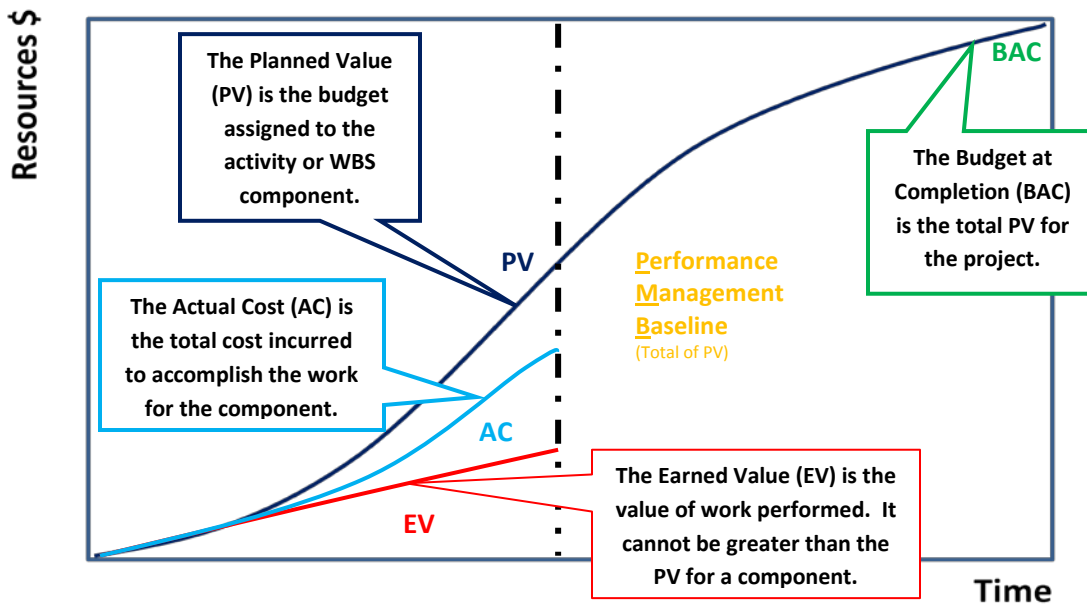 Resources $
The Planned Value
(PV) is the budget
assigned to the
activity or WBS
component.
BAC
The Budget at
Completion (BAC)
is the total PV for
the project.
PV
Performance
Management
Baseline
(Total of PV)
The Actual Cost (AC) is
the total cost incurred
to accomplish the work
for the component.
AC
EV
The Earned Value (EV) is the
value of work performed.  It
cannot be greater than the
PV for a component.
Time